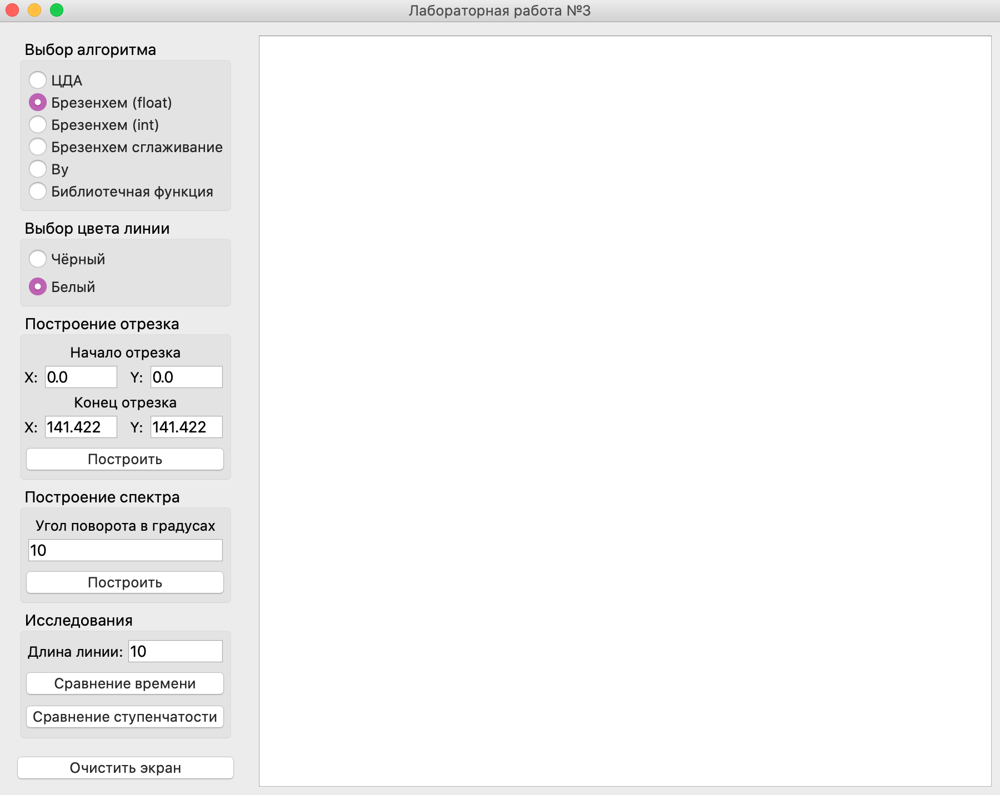 Лабораторная работа №3
Выбор алгоритма
ЦДА
Брезенхем (float)
Брезенхем (int)
Брезенхем сглаживание
Ву
Библиотечная функция
Выбор цвета линии
Чёрный
Белый
Построение отрезка
Начало отрезка
X: 0.0 Y: 0.0
Конец отрезка
X: 141.422 Y: 141.422
Построить
Построение спектра
Угол поворота в градусах
10
Построить
Исследования
Длина линии: 10
Сравнение времени
Сравнение ступенчатости
Очистить экран